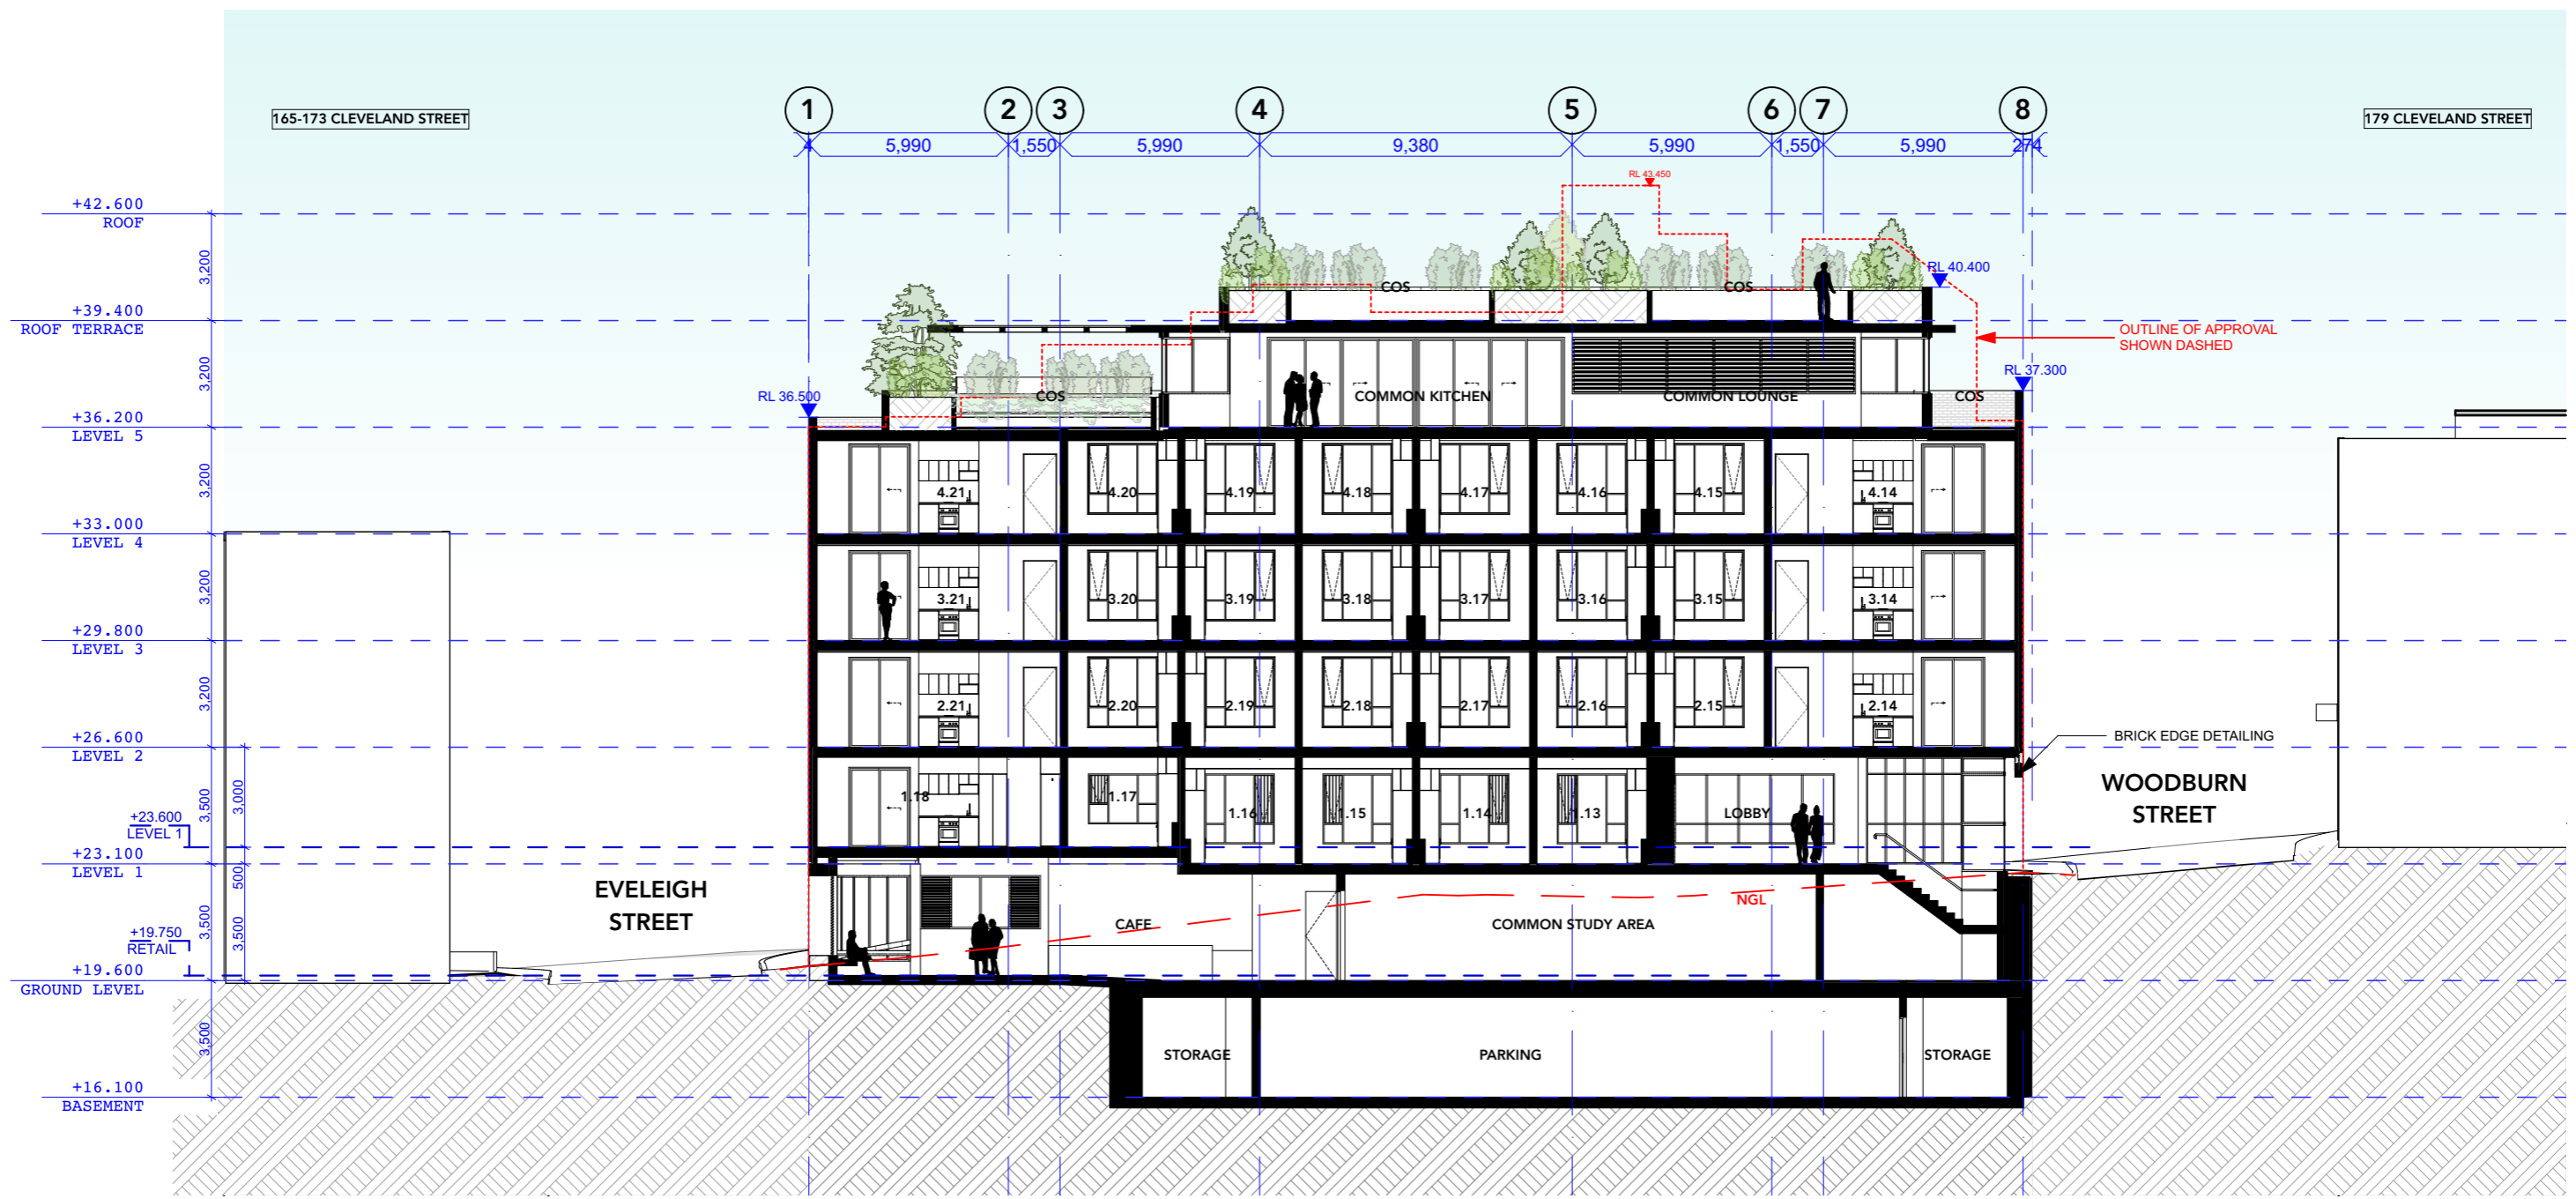 165-173 CLEVELAND STREET
1
2
3
4
5
6
7
8
179 CLEVELAND STREET
4
5,990
1,550
5,990
9,380
5,990
1,550
5,990
274
RL 43.450
+42.600
ROOF
3,200
RL 40.400
COS
COS
+39.400
ROOF TERRACE
OUTLINE OF APPROVAL
SHOWN DASHED
3,200
RL 37.300
RL 36.500
COS
COMMON KITCHEN
COMMON LOUNGE
COS
+36.200
LEVEL 5
3,200
4.21
4.20
4.19
4.18
4.17
4.16
4.15
4.14
+33.000
LEVEL 4
3,200
3.21
3.20
3.19
3.18
3.17
3.16
3.15
3.14
+29.800
LEVEL 3
3,200
2.21
2.20
2.19
2.18
2.17
2.16
2.15
2.14
+26.600
LEVEL 2
BRICK EDGE DETAILING
WOODBURN
STREET
3,500
3,000
1.18
1.17
1.16
1.15
1.14
1.13
LOBBY
+23.600
LEVEL 1
+23.100
LEVEL 1
500
EVELEIGH
STREET
NGL
3,500
3,500
CAFE
COMMON STUDY AREA
+19.750
RETAIL
+19.600
GROUND LEVEL
3,500
STORAGE
PARKING
STORAGE
+16.100
BASEMENT